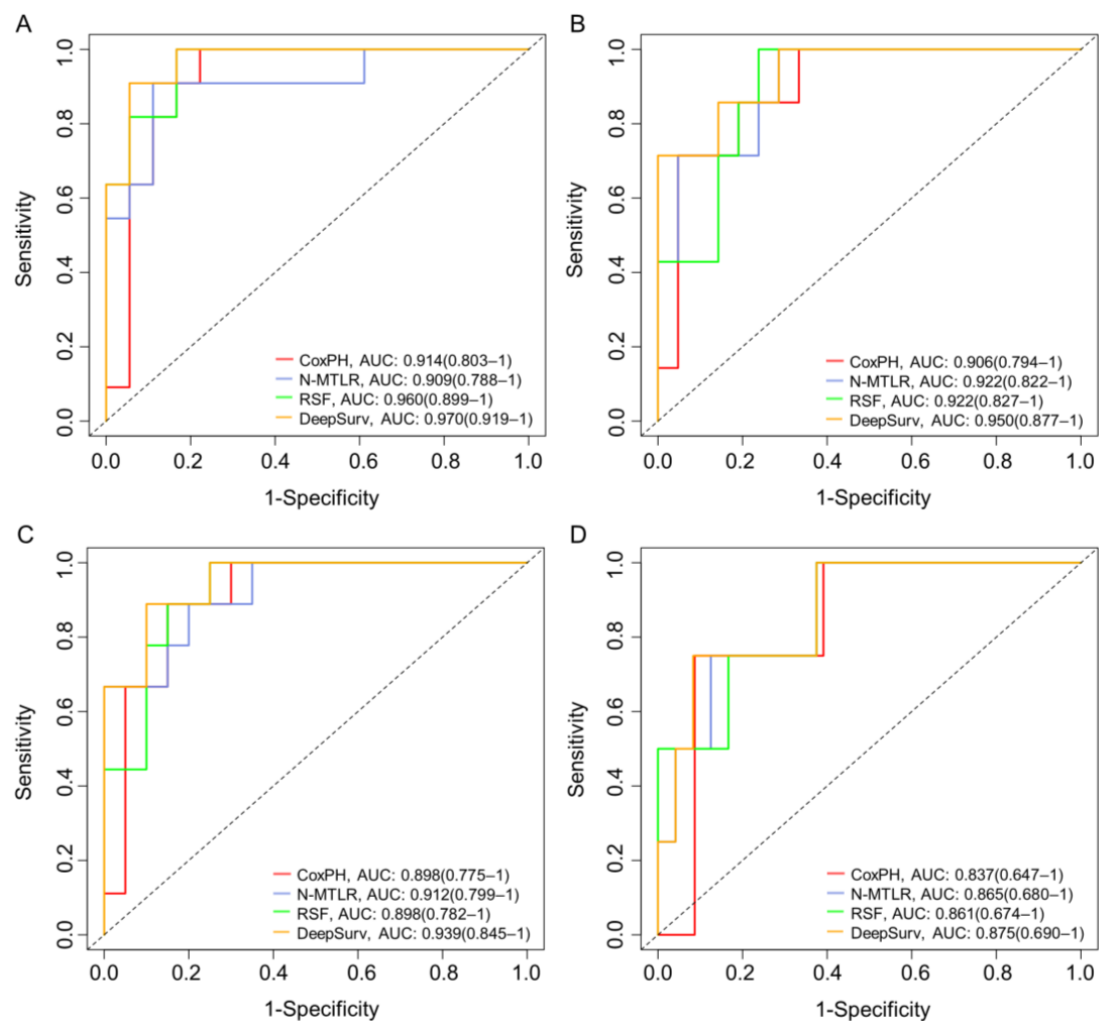 A
1.0
0.8
0.6
0.4
0.2
0.0
Sensitivity
CoxPH, AUC: 0.914(0.803−1)
N-MTLR, AUC: 0.909(0.788−1)
RSF, AUC: 0.960(0.899−1)
DeepSurv, AUC: 0.970(0.919−1)
0.0 0.2 0.4 0.6 0.8 1.0
1-Specificity
B
1.0
0.8
0.6
0.4
0.2
0.0
Sensitivity
CoxPH, AUC: 0.906(0.794−1)
N-MTLR, AUC: 0.922(0.822−1)
RSF, AUC: 0.922(0.827−1)
DeepSurv, AUC: 0.950(0.877−1)
0.0 0.2 0.4 0.6 0.8 1.0
1-Specificity
C
1.0
0.8
0.6
0.4
0.2
0.0
Sensitivity
CoxPH, AUC: 0.898(0.775−1)
N-MTLR, AUC: 0.912(0.799−1)
RSF, AUC: 0.898(0.782−1)
DeepSurv, AUC: 0.939(0.845−1)
0.0 0.2 0.4 0.6 0.8 1.0
1-Specificity
D
1.0
0.8
0.6
0.4
0.2
0.0
Sensitivity
CoxPH, AUC: 0.837(0.647−1)
N-MTLR, AUC: 0.865(0.680−1)
RSF, AUC: 0.861(0.674−1)
DeepSurv, AUC: 0.875(0.690−1)
0.0 0.2 0.4 0.6 0.8 1.0
1-Specificity